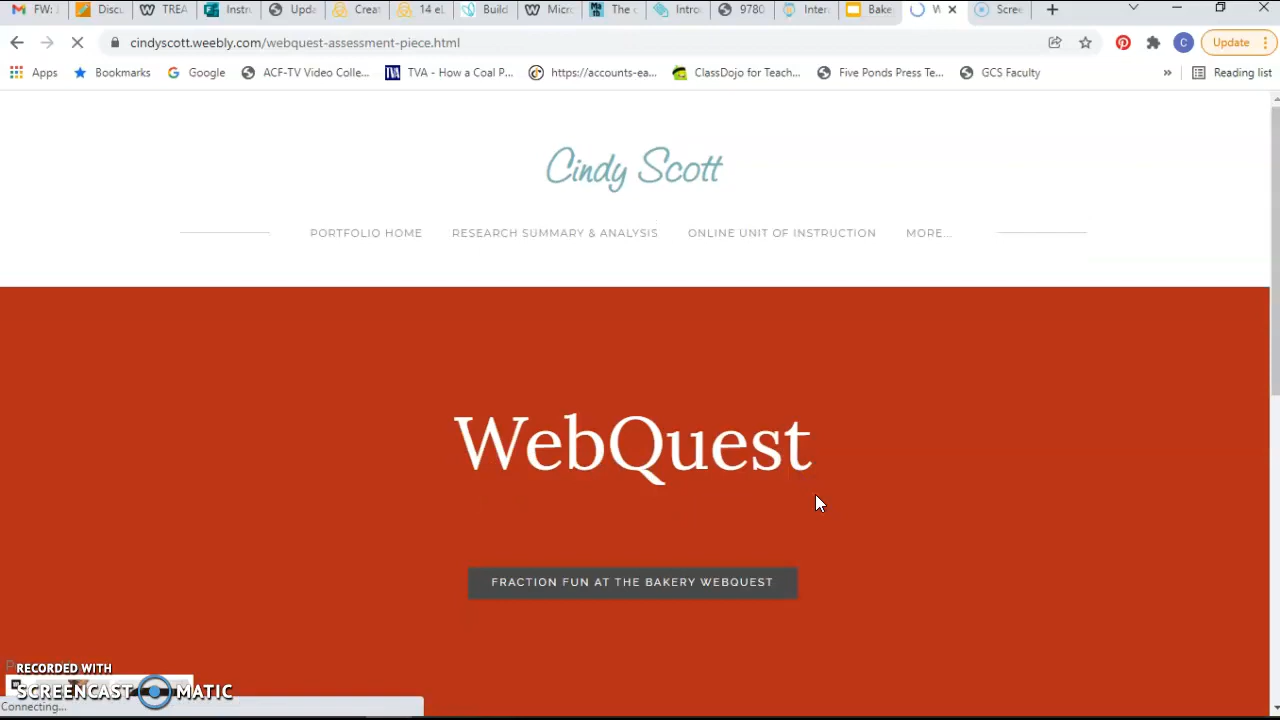 FW: Discu TREA Instru Upda Creat 14 el Build Micro The c Intro 9780 Inter Bake W Scree
cindyscott.weebly.com/webquest-assessment-piece.html
C Update
Apps Bookmarks Google ACF-TV Video Colle... TVA - How a Coal P... https://accounts-ea... ClassDojo for Teach... Five Ponds Press Te... GCS Faculty » Reading list
Cindy Scott
PORTFOLIO HOME RESEARCH SUMMARY & ANALYSIS ONLINE UNIT OF INSTRUCTION MORE...
WebQuest
FRACTION FUN AT THE BAKERY WEBQUEST
RECORDED WITH
SCREENCAST MATIC
Connecting...